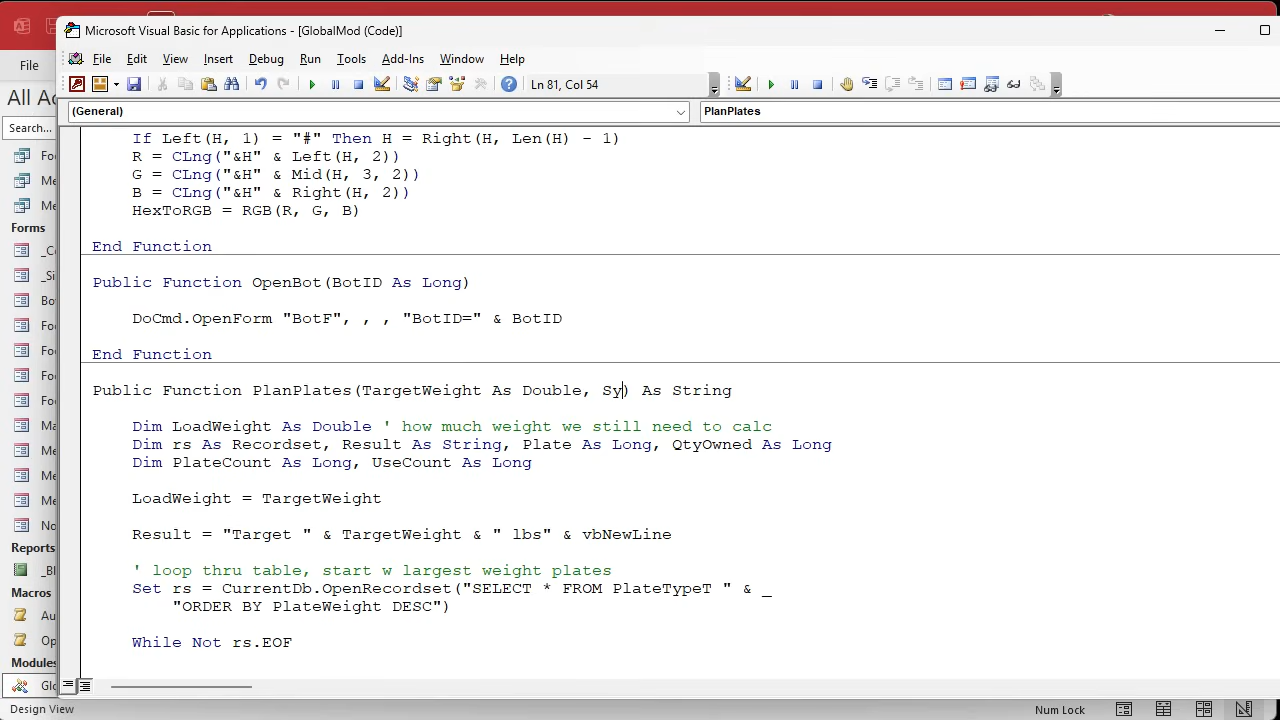 Microsoft Visual Basic for Applications - [GlobalMod (Code)]
File
File Edit View Insert Debug Run Tools Add-Ins Window Help
Ln 81, Col 54
All Ac
(General)
PlanPlates
Search...
Fo
Me
Me
Forms
_Co
_Si
Bo
Fo
Fo
Fo
Fo
Ma
Me
Me
Me
No
Reports
_Bl
Macros
Au
Op
Modules
Glo
If Left(H, 1) = "#" Then H = Right(H, Len(H) - 1)
R = CLng("&H" & Left(H, 2))
G = CLng("&H" & Mid(H, 3, 2))
B = CLng("&H" & Right(H, 2))
HexToRGB = RGB(R, G, B)
End Function
Public Function OpenBot(BotID As Long)
DoCmd.OpenForm "BotF", , , "BotID=" & BotID
End Function
Public Function PlanPlates(TargetWeight As Double, Sy) As String
Dim LoadWeight As Double ' how much weight we still need to calc
Dim rs As Recordset, Result As String, Plate As Long, QtyOwned As Long
Dim PlateCount As Long, UseCount As Long
LoadWeight = TargetWeight
Result = "Target " & TargetWeight & " lbs" & vbNewLine
' loop thru table, start w largest weight plates
Set rs = CurrentDb.OpenRecordset("SELECT * FROM PlateTypeT " & _
"ORDER BY PlateWeight DESC")
While Not rs.EOF
Design View
Num Lock